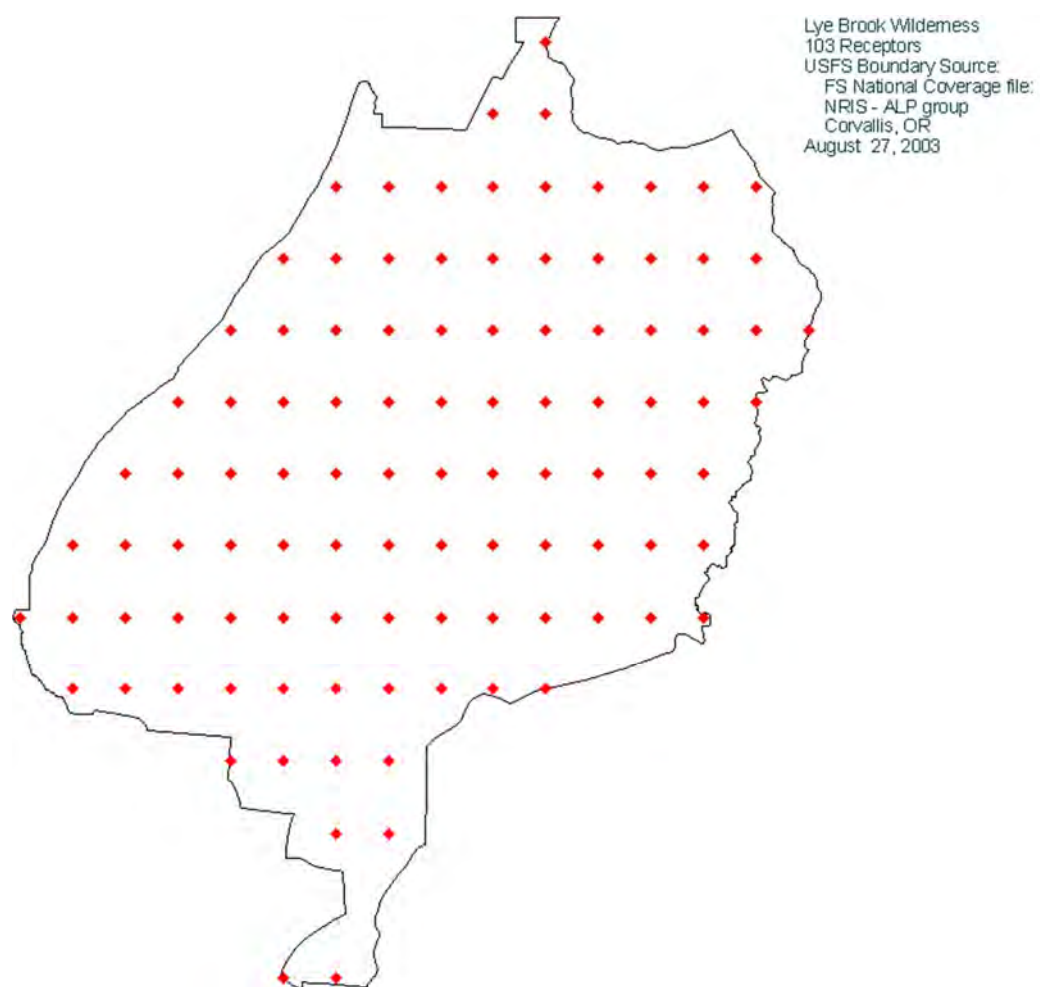 Lye Brook Wilderness
103 Receptors
USFS Boundary Source:
FS National Coverage file:
NRIS - ALP group
Corvallis, OR
August 27, 2003